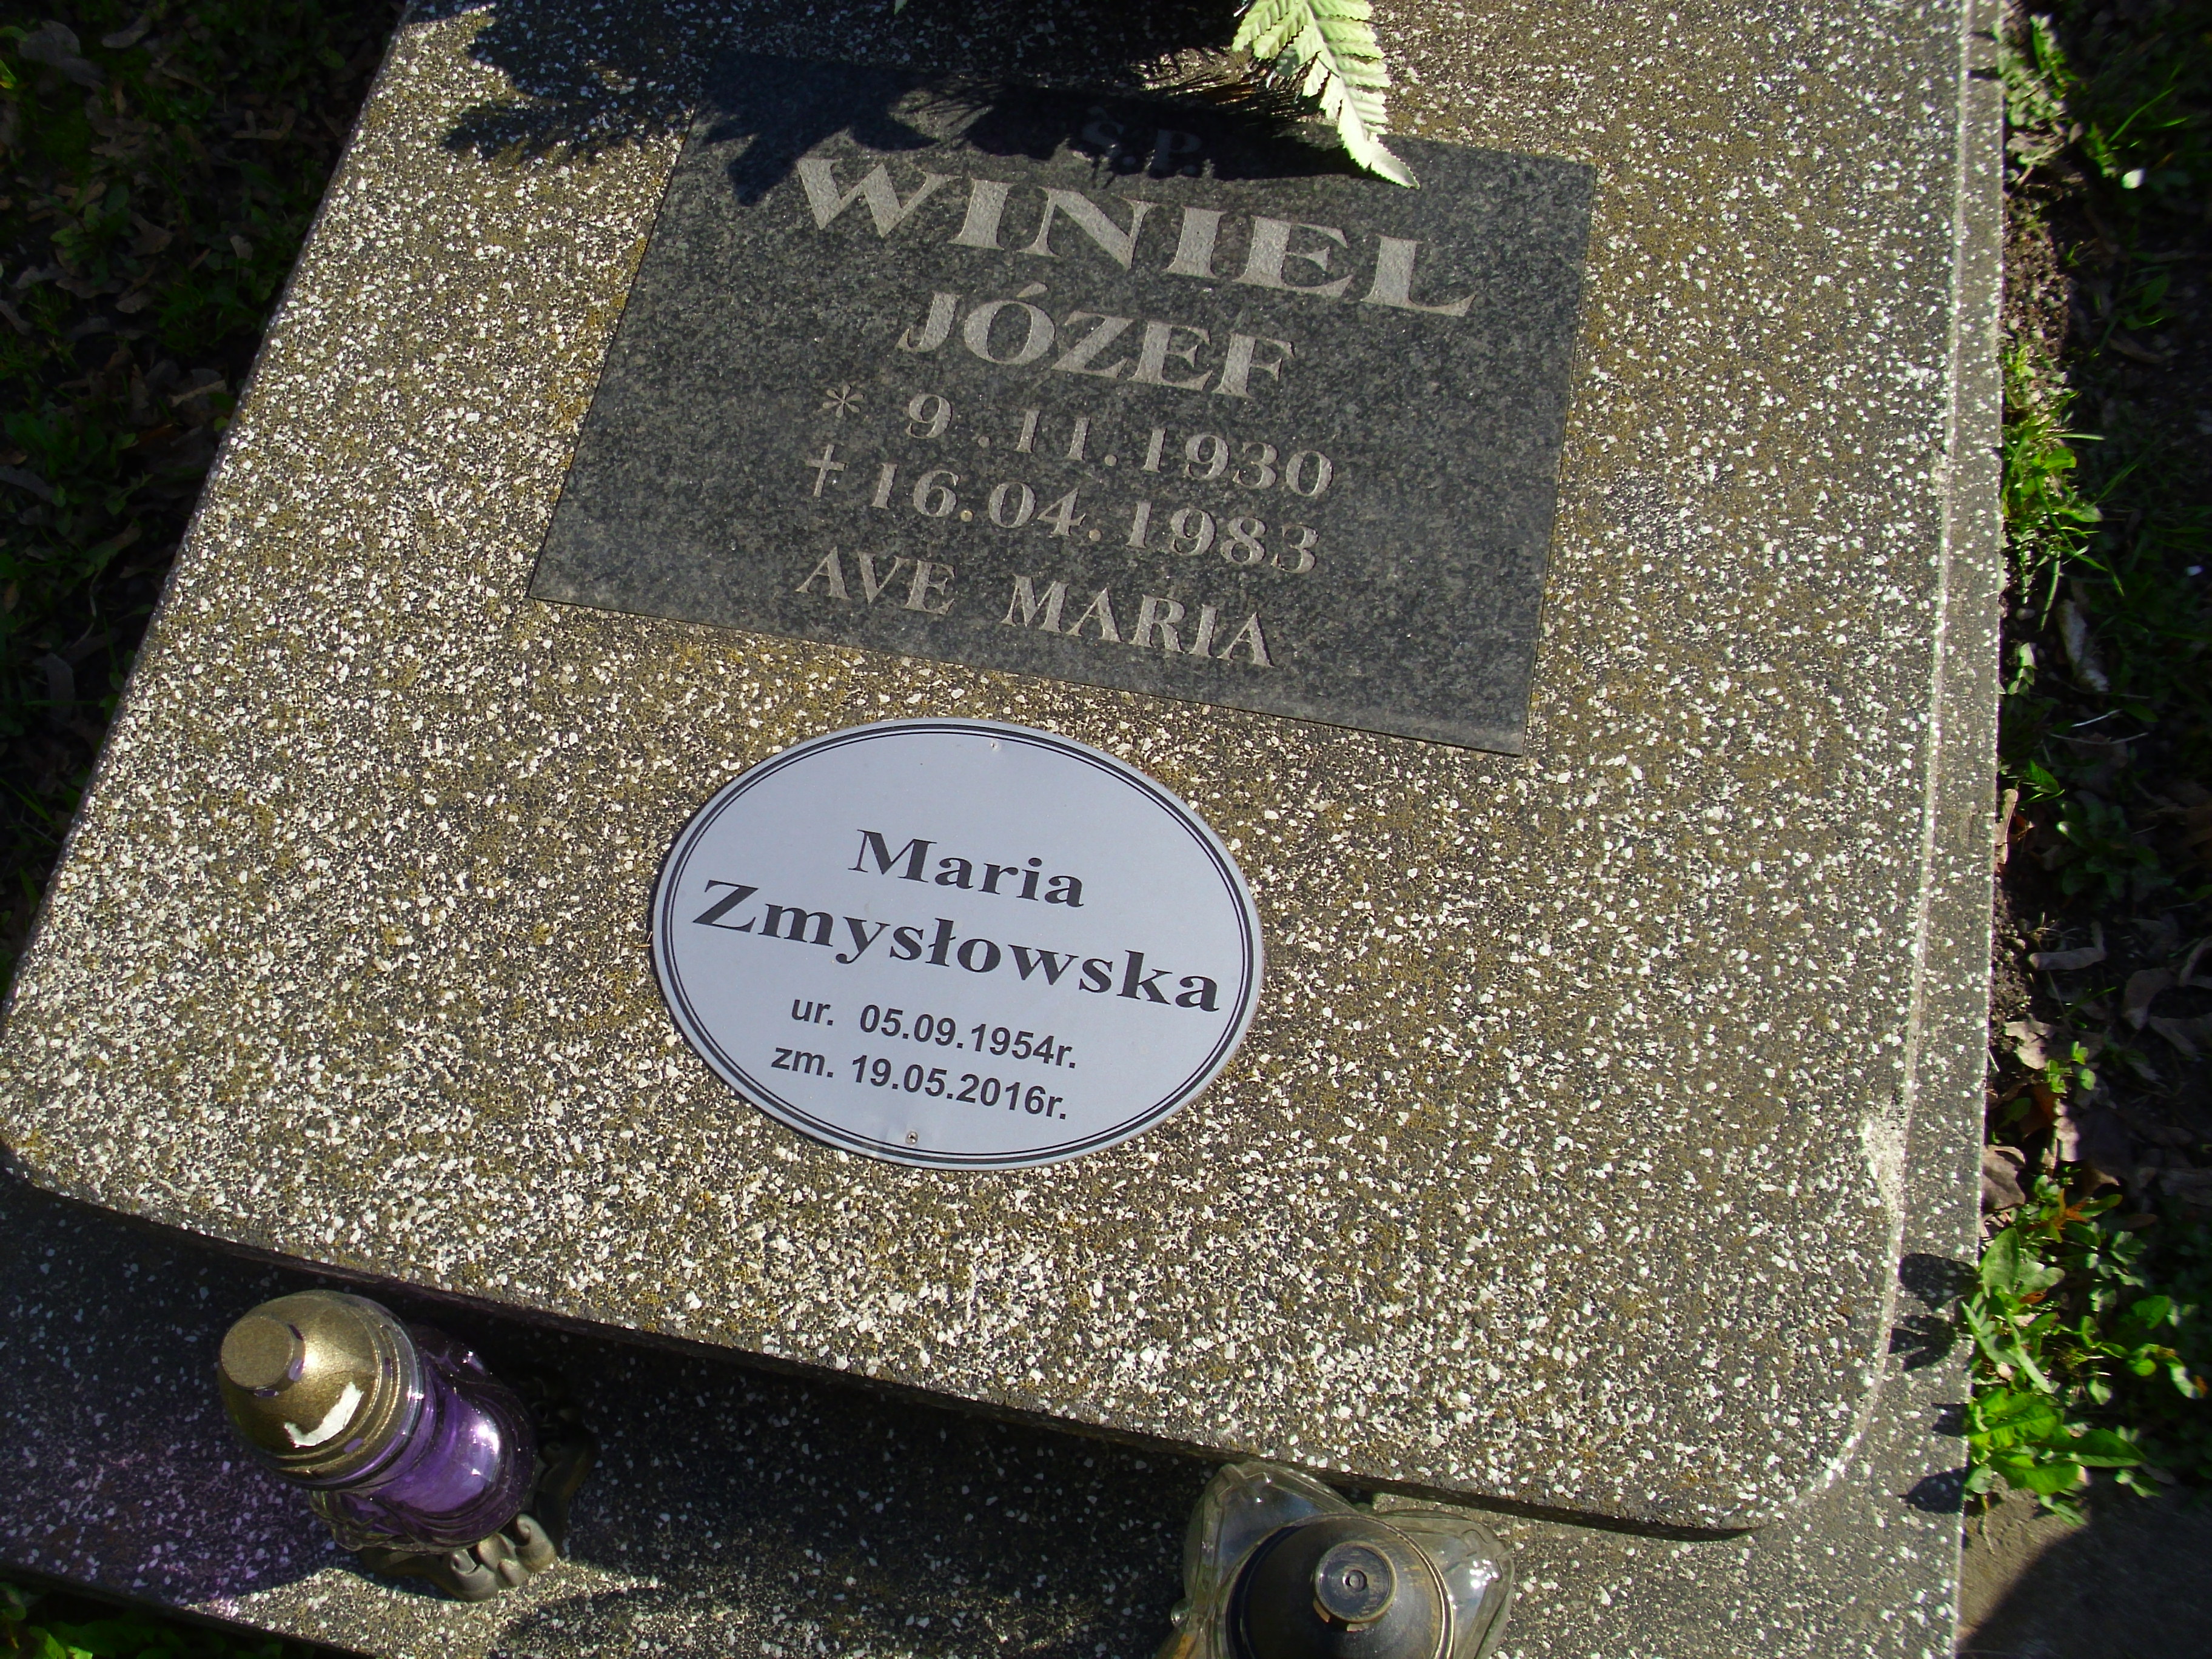 Ś.P.
WINIEL
JÓZEF
* 9.11.1930
† 16.04.1983
AVE MARIA
Maria
Zmysłowska
ur. 05.09.1954r.
zm. 19.05.2016r.